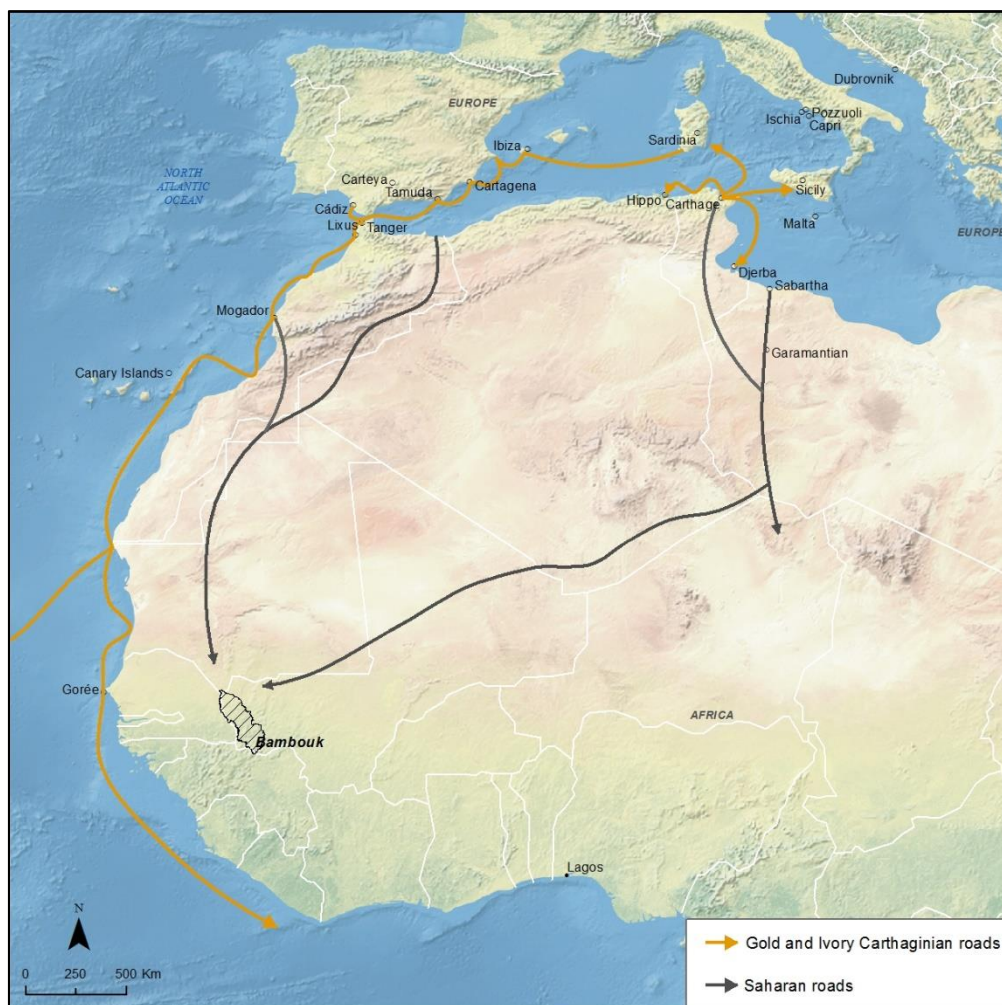 Dubrovnik
EUROPE
Ischia
Pozzuoli
Capri
Sardinia
Ibiza
NORTH
ATLANTIC
OCEAN
Carteya
Tamuda
Cartagena
Sicily
Hippo
Carthage
Cádiz
Lixus
Tanger
Malta
EUROPE
Djerba
Sabartha
Mogador
Garamantian
Canary Islands
Gorée
AFRICA
Bambouk
Lagos
N
0 250 500 Km
Gold and Ivory Carthaginian roads
Saharan roads